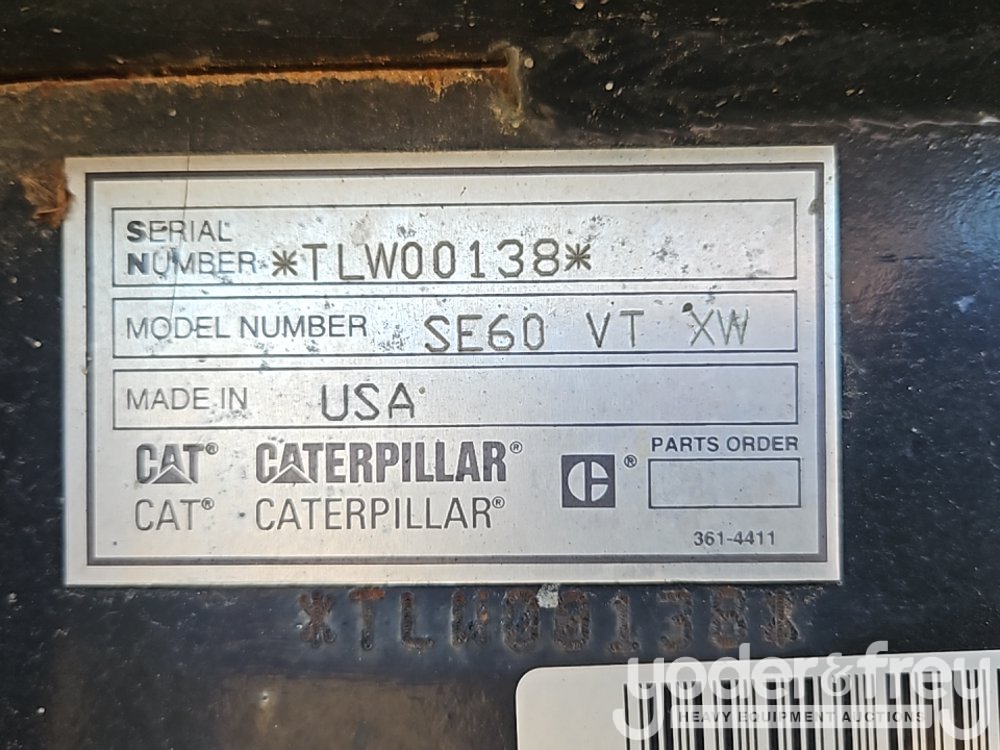 SERIAL
NUMBER *TLW00138*
MODEL NUMBER SE60 VT XW
MADE IN USA
CAT® CATERPILLAR® ®
CAT® CATERPILLAR®
PARTS ORDER
361-4411
*TLW00138*
yoder&frey
HEAVY EQUIPMENT AUCTIONS